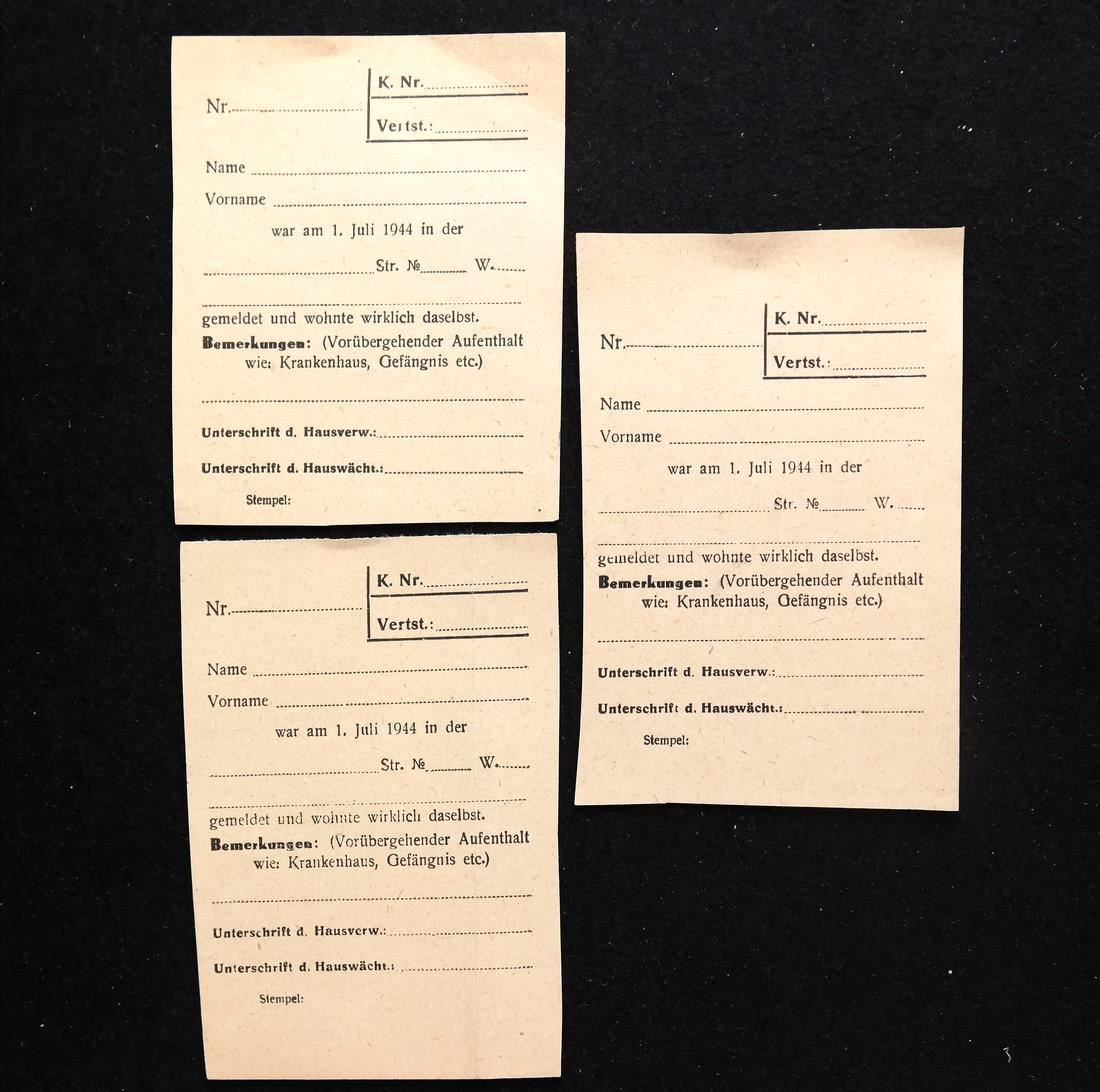 K. Nr.
Nr.
Vertst.:
Name
Vorname
war am 1. Juli 1944 in der
Str. № W.
gemeldet und wohnte wirklich daselbst.
Bemerkungen: (Vorübergehender Aufenthalt
wie: Krankenhaus, Gefängnis etc.)
Unterschrift d. Hausverw.:
Unterschrift d. Hauswächt.:
Stempel:
K. Nr.
Nr.
Vertst.:
Name
Vorname
war am 1. Juli 1944 in der
Str. № W.
gemeldet und wohnte wirklich daselbst.
Bemerkungen: (Vorübergehender Aufenthalt
wie: Krankenhaus, Gefängnis etc.)
Unterschrift d. Hausverw.:
Unterschrift d. Hauswächt.:
Stempel:
K. Nr.
Nr.
Vertst.:
Name
Vorname
war am 1. Juli 1944 in der
Str. № W.
gemeldet und wohnte wirklich daselbst.
Bemerkungen: (Vorübergehender Aufenthalt
wie: Krankenhaus, Gefängnis etc.)
Unterschrift d. Hausverw.:
Unterschrift d. Hauswächt.:
Stempel: